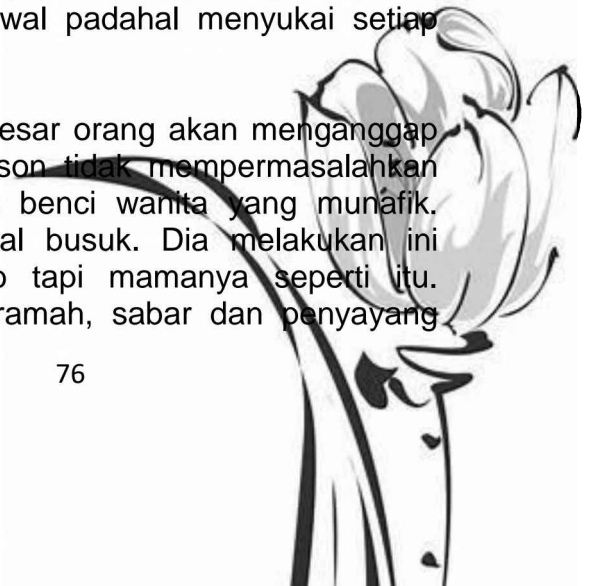 wal padahal menyukai setiap
esar orang akan menganggap
son tidak mempermasalahkan
benci wanita yang munafik.
al busuk. Dia melakukan ini
tapi mamanya seperti itu.
ramah, sabar dan penyayang
76